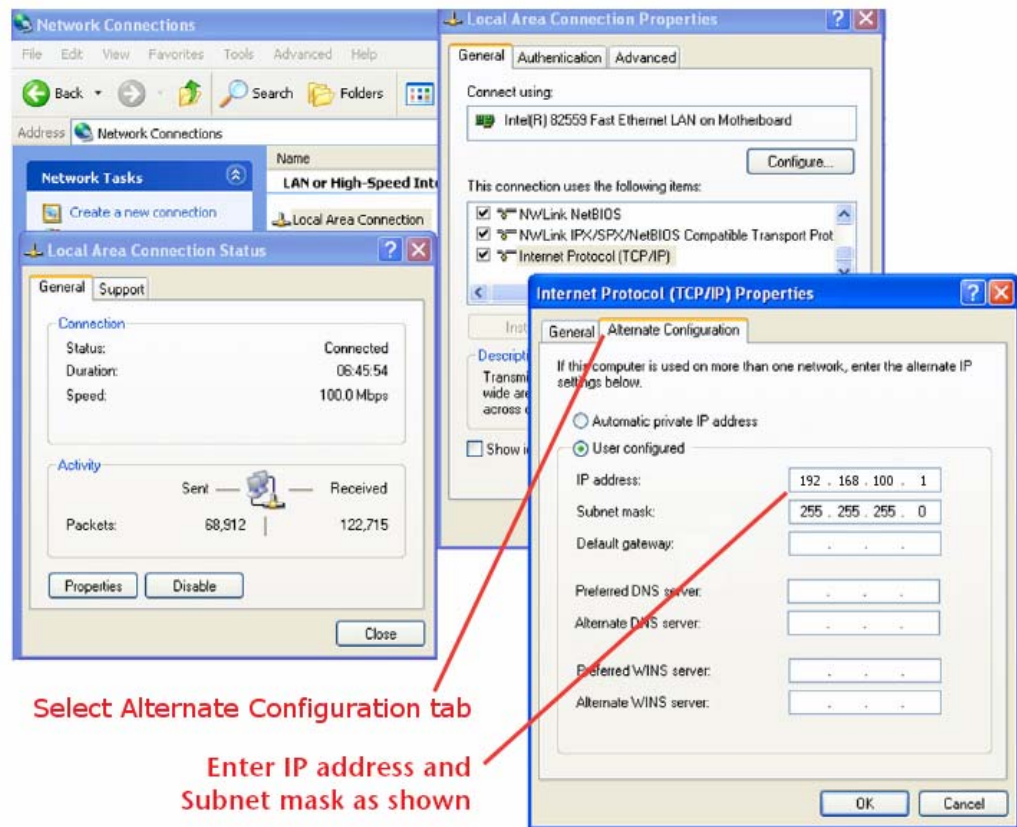 Network Connections
File Edit View Favorites Tools Advanced Help
Back Search Folders
Address Network Connections
Network Tasks
Create a new connection
Name
LAN or High-Speed Inte
Local Area Connection
Local Area Connection Status
General Support
Connection
Status: Connected
Duration: 06:45:54
Speed: 100.0 Mbps
Activity
Sent Received
Packets: 68,912 122,715
Properties Disable
Close
Local Area Connection Properties
General Authentication Advanced
Connect using:
Intel(R) 82559 Fast Ethernet LAN on Motherboard
Configure...
This connection uses the following items:
NWLink NetBIOS
NWLink IPX/SPX/NetBIOS Compatible Transport Prot
Internet Protocol (TCP/IP)
Inst
Descripti
Transmi
wide are
across d
Show i
Internet Protocol (TCP/IP) Properties
General Alternate Configuration
If this computer is used on more than one network, enter the alternate IP
settings below.
Automatic private IP address
User configured
IP address: 192 . 168 . 100 . 1
Subnet mask: 255 . 255 . 255 . 0
Default gateway: . . .
Preferred DNS server: . . .
Alternate DNS server: . . .
Preferred WINS server: . . .
Alternate WINS server: . . .
OK Cancel
Select Alternate Configuration tab
Enter IP address and
Subnet mask as shown